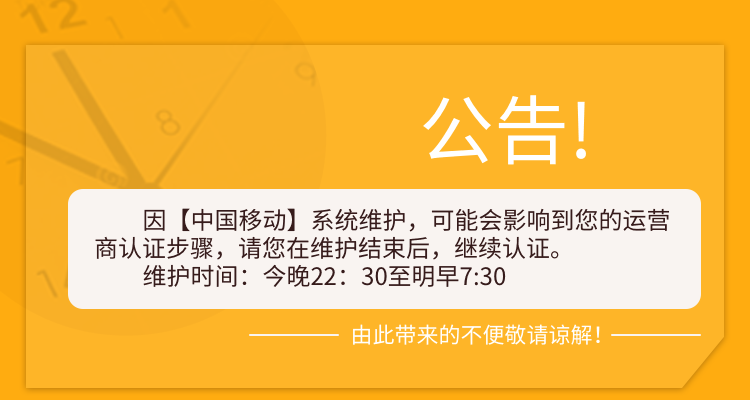 12
1
9
8
7
14
公告!
因【中国移动】系统维护，可能会影响到您的运营
商认证步骤，请您在维护结束后，继续认证。
维护时间：今晚22：30至明早7:30
由此带来的不便敬请谅解！